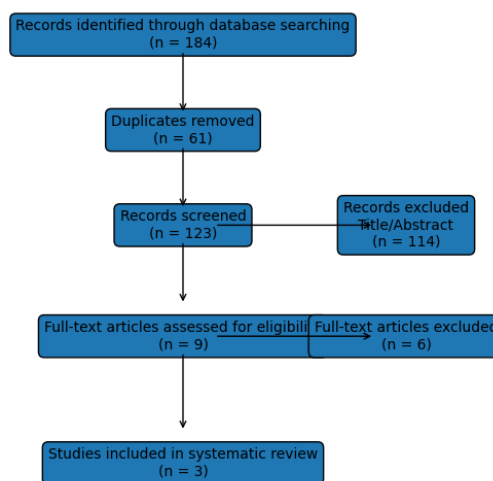 Records identified through database searching
(n = 184)
Duplicates removed
(n = 61)
Records screened
(n = 123)
Records excluded
Title/Abstract
(n = 114)
Full-text articles assessed for eligibili
(n = 9)
Full-text articles excluded
(n = 6)
Studies included in systematic review
(n = 3)